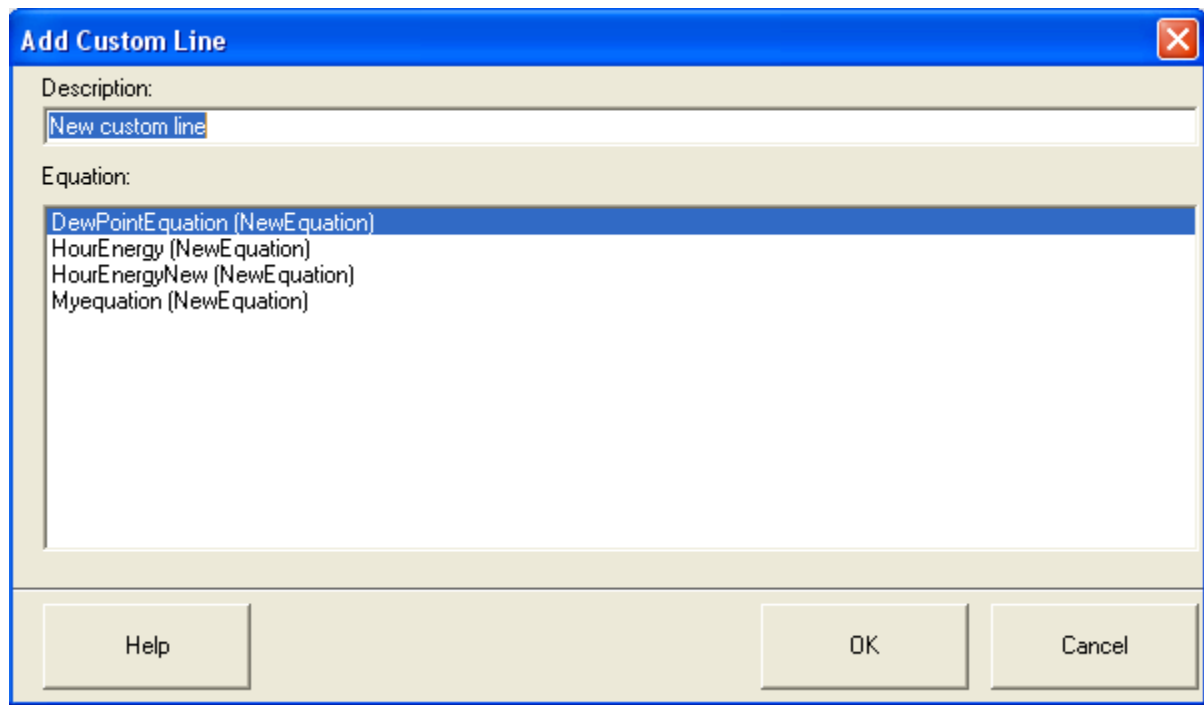 Add Custom Line
Description:
New custom line
Equation:
DewPointEquation (NewEquation)
HourEnergy (NewEquation)
HourEnergyNew (NewEquation)
Myequation (NewEquation)
Help
OK
Cancel